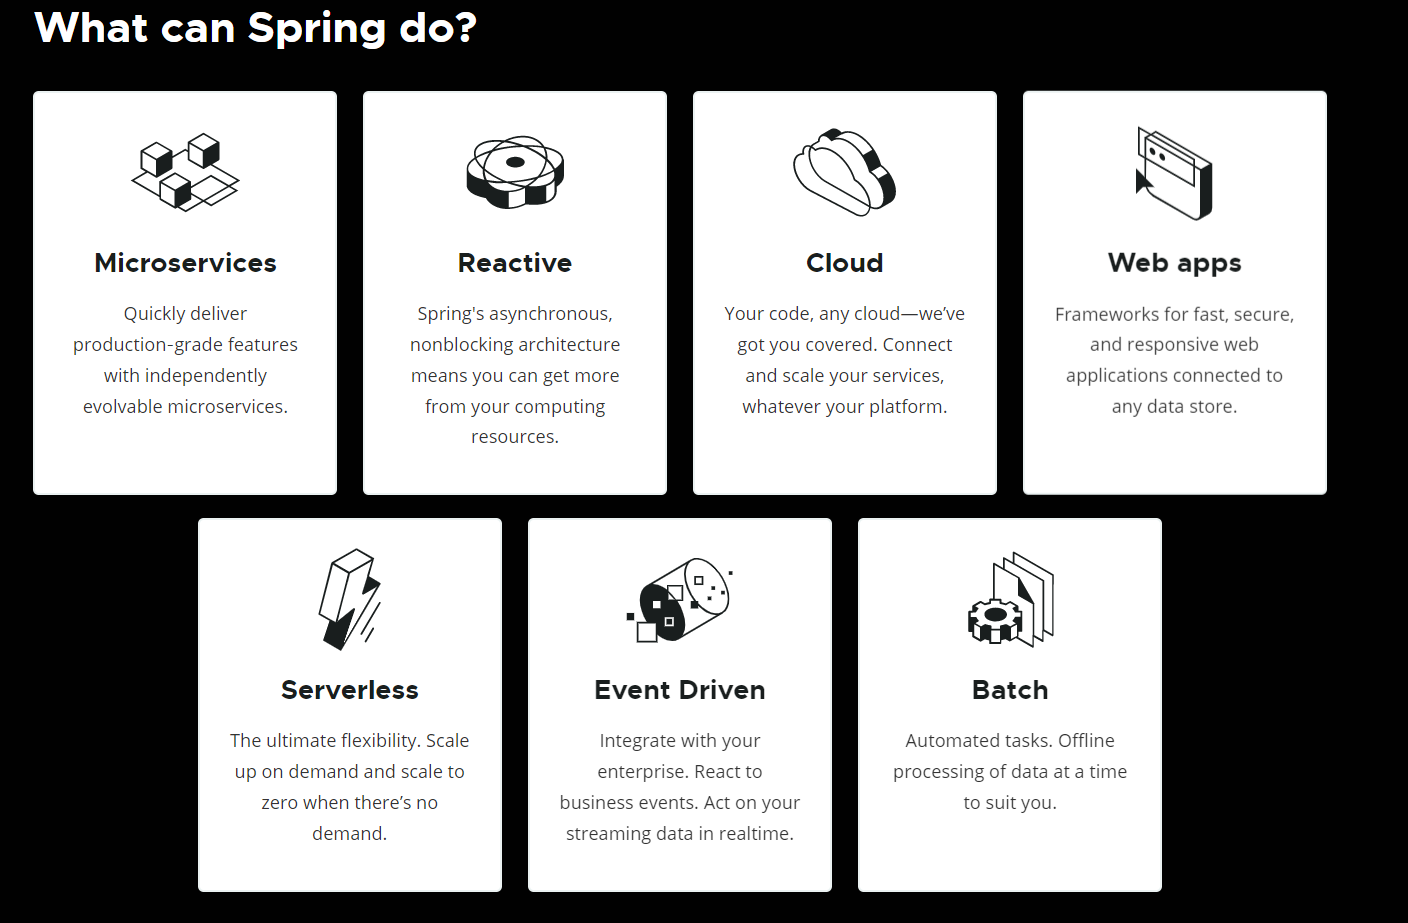 What can Spring do?
Microservices
Quickly deliver
production-grade features
with independently
evolvable microservices.
Reactive
Spring's asynchronous,
nonblocking architecture
means you can get more
from your computing
resources.
Cloud
Your code, any cloud—we’ve
got you covered. Connect
and scale your services,
whatever your platform.
Web apps
Frameworks for fast, secure,
and responsive web
applications connected to
any data store.
Serverless
The ultimate flexibility. Scale
up on demand and scale to
zero when there’s no
demand.
Event Driven
Integrate with your
enterprise. React to
business events. Act on your
streaming data in realtime.
Batch
Automated tasks. Offline
processing of data at a time
to suit you.